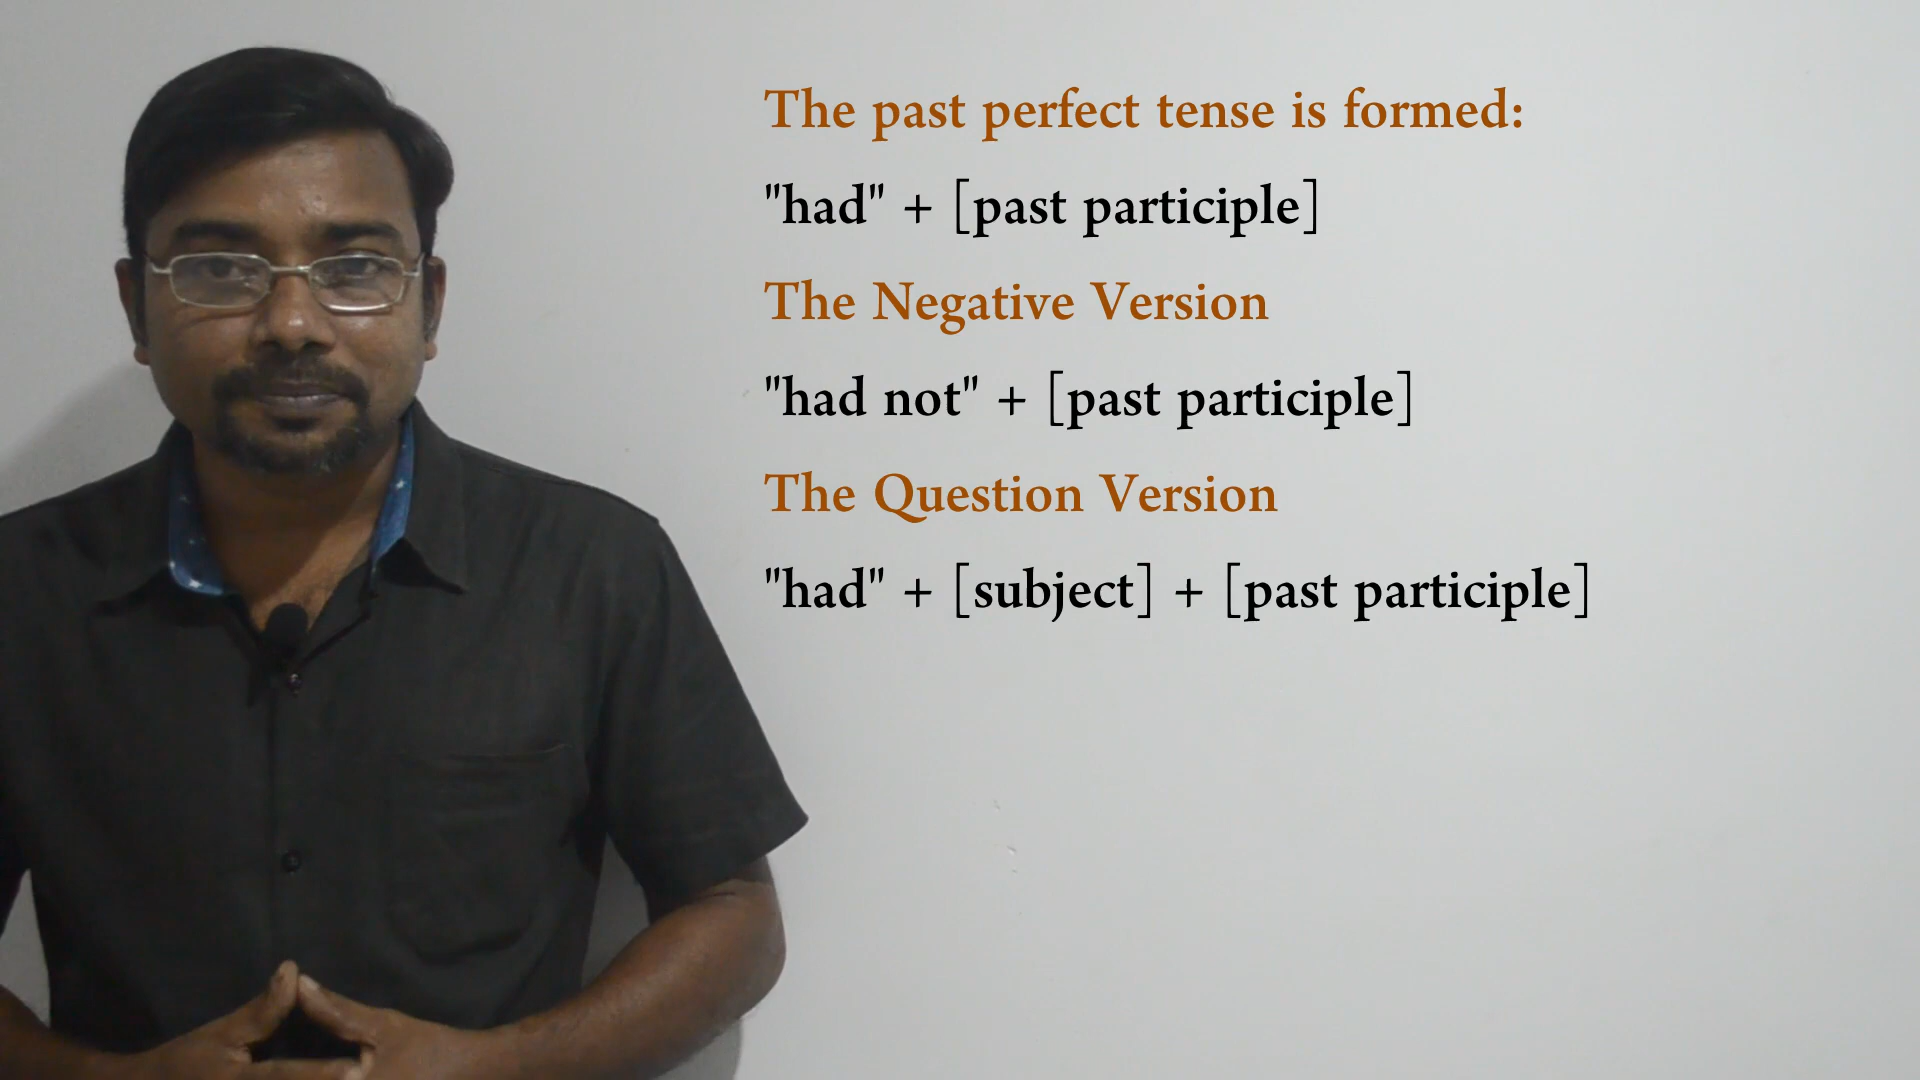 The past perfect tense is formed:
"had" + [past participle]
The Negative Version
"had not" + [past participle]
The Question Version
"had" + [subject] + [past participle]